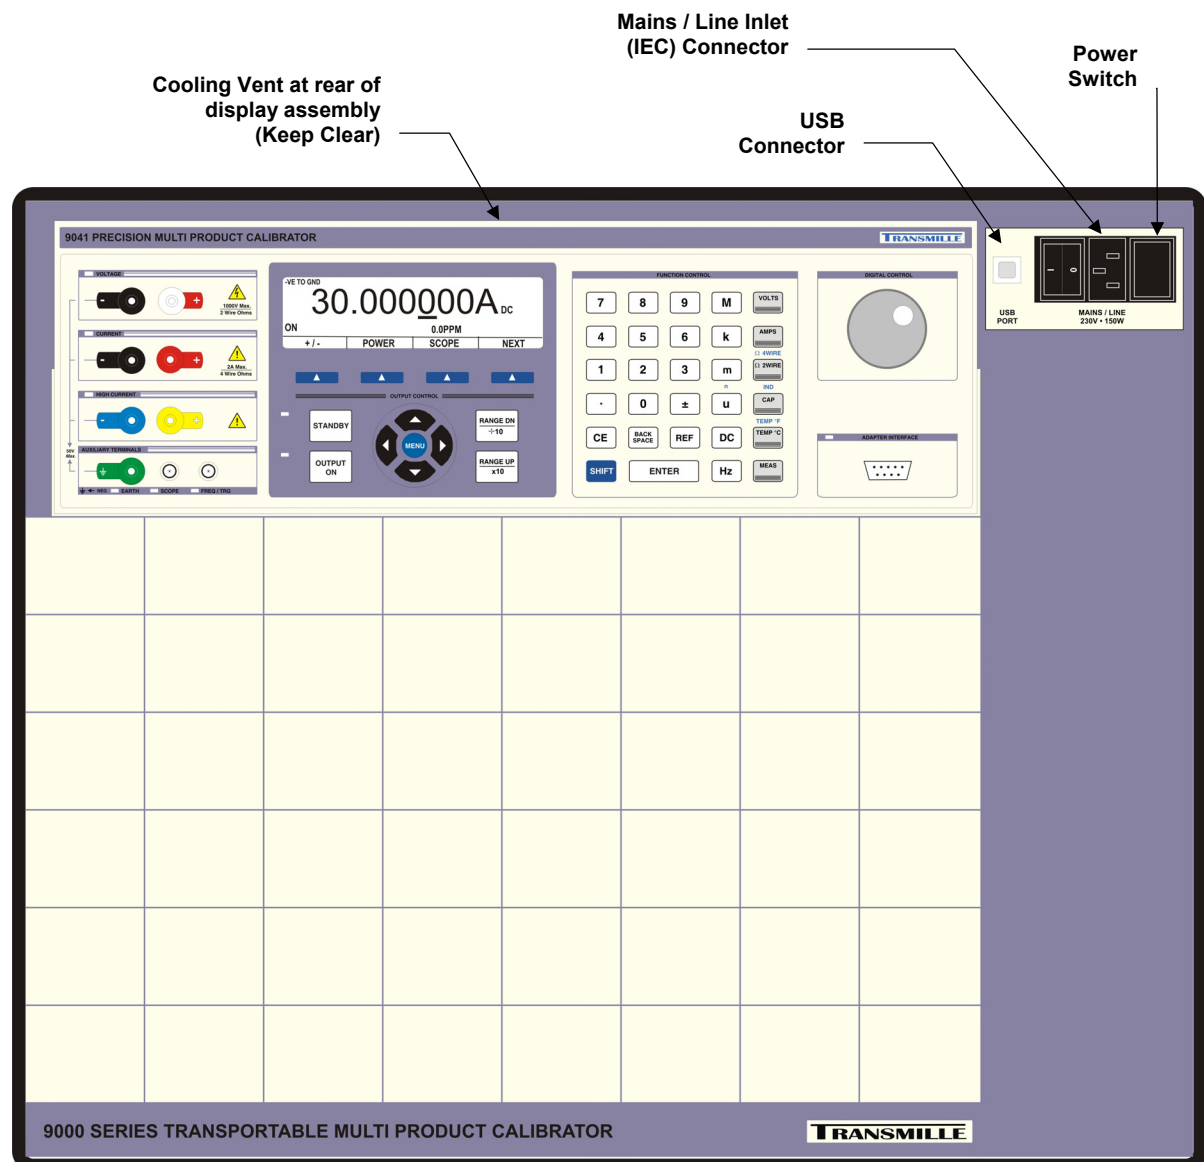 Mains / Line Inlet
(IEC) Connector
Power
Switch
Cooling Vent at rear of
display assembly
(Keep Clear)
USB
Connector
9041 PRECISION MULTI PRODUCT CALIBRATOR
TRANSMILLE
VOLTAGE
- +
1000V Max.
2 Wire Ohms
CURRENT
- +
2A Max.
4 Wire Ohms
HIGH CURRENT
- +
50V
Max.
AUXILIARY TERMINALS
NEG EARTH SCOPE FREQ / TRG
-VE TO GND
30.000000A DC
ON 0.0PPM
+ / - POWER SCOPE NEXT
OUTPUT CONTROL
STANDBY
OUTPUT
ON
MENU
RANGE DN
÷10
RANGE UP
x10
FUNCTION CONTROL
7 8 9 M VOLTS
4 5 6 k AMPS
Ω 4WIRE
1 2 3 m Ω 2WIRE
n IND
. 0 ± u CAP
TEMP °F
CE BACK SPACE REF DC TEMP °C
SHIFT ENTER Hz MEAS
DIGITAL CONTROL
ADAPTER INTERFACE
I O
USB
PORT
MAINS / LINE
230V • 150W
9000 SERIES TRANSPORTABLE MULTI PRODUCT CALIBRATOR
TRANSMILLE